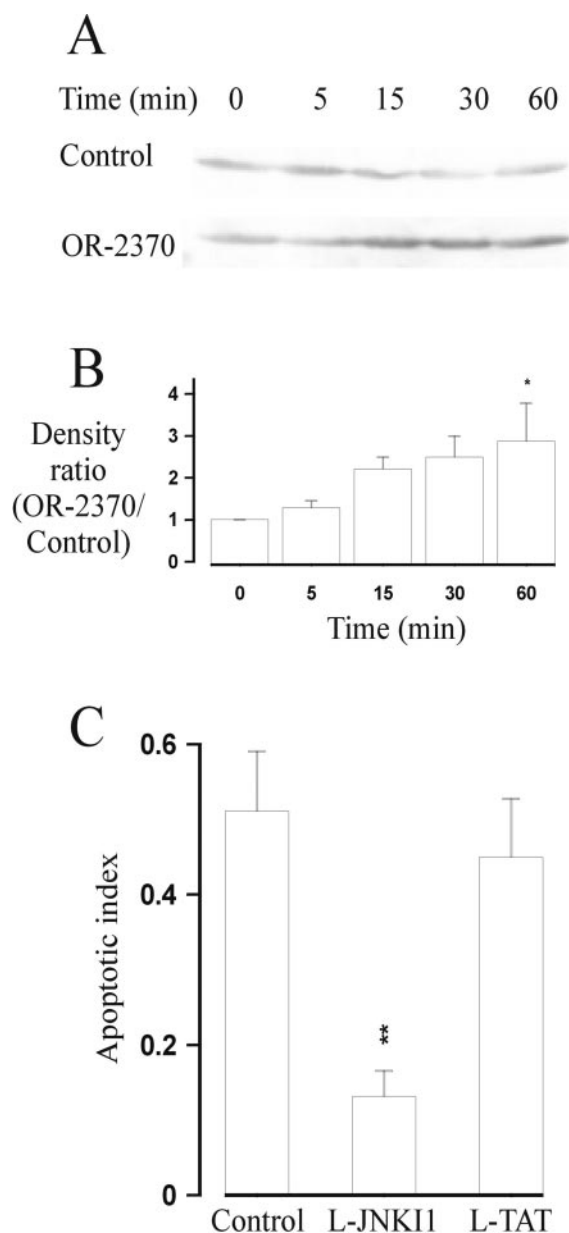 A
Time (min) 0 5 15 30 60
Control
OR-2370
B
4
3
2
1
0
Density
ratio
(OR-2370/
Control)
*
0 5 15 30 60
Time (min)
C
0.6
0.4
0.2
0
Apoptotic index
**
Control L-JNKI1 L-TAT